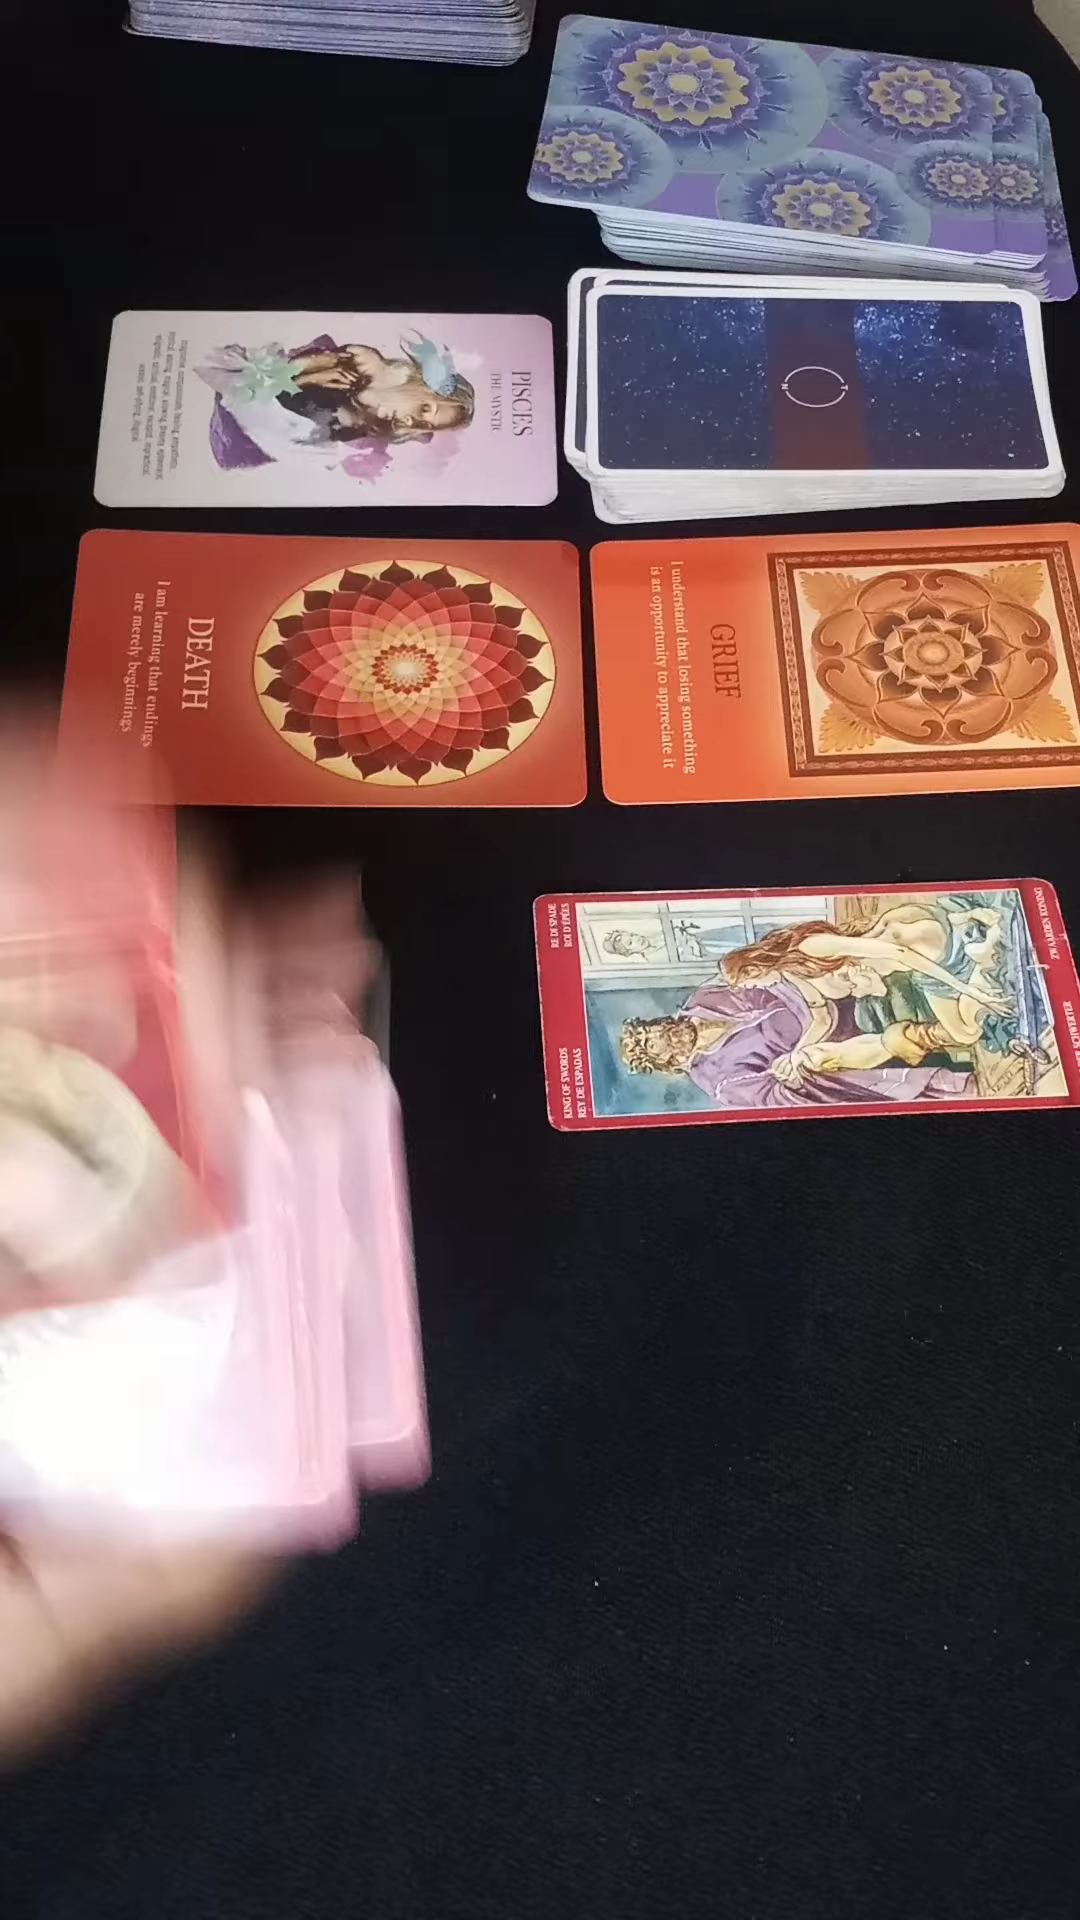 PISCES
THE MYSTIC
DEATH
I am learning that endings
are merely beginnings
GRIEF
I understand that losing something
is an opportunity to appreciate it
T
N
KING OF SWORDS
REY DE ESPADAS
RE DI SPADE
ROI D'ÉPÉES
ZWAARDEN KONING